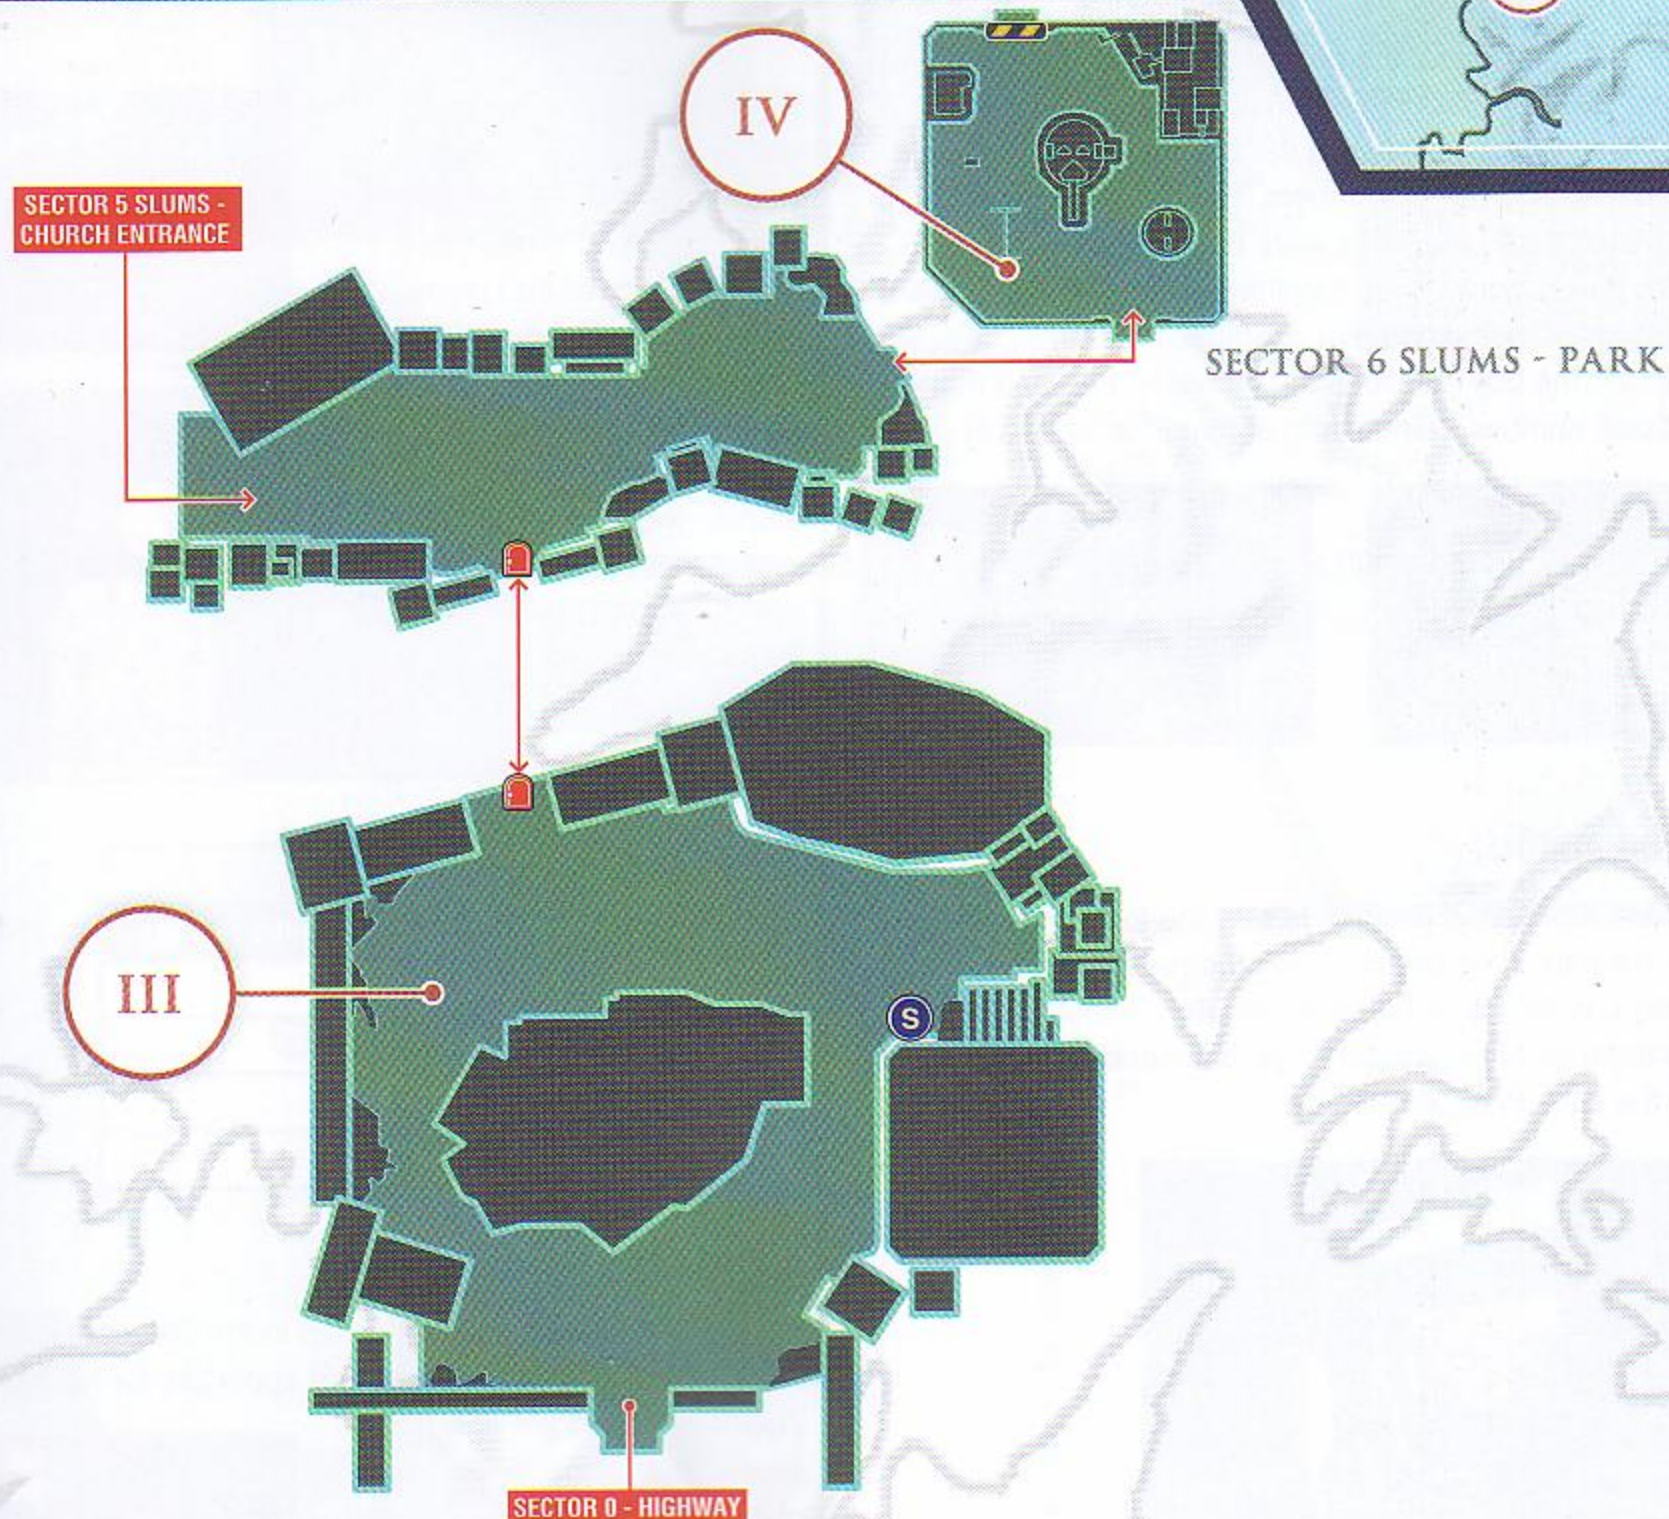 IV
SECTOR 5 SLUMS -
CHURCH ENTRANCE
SECTOR 6 SLUMS - PARK
III
S
SECTOR 0 - HIGHWAY